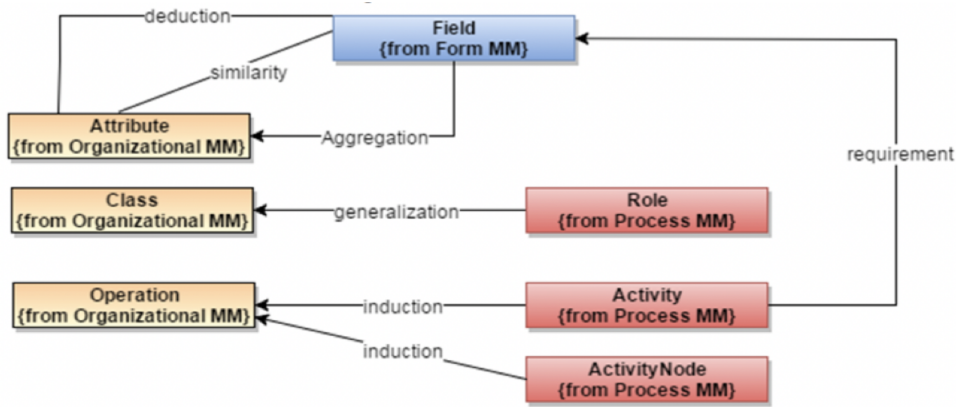 deduction
Field
{from Form MM}
similarity
Attribute
{from Organizational MM}
Aggregation
requirement
Class
{from Organizational MM}
generalization
Role
{from Process MM}
Operation
{from Organizational MM}
induction
Activity
{from Process MM}
induction
ActivityNode
{from Process MM}